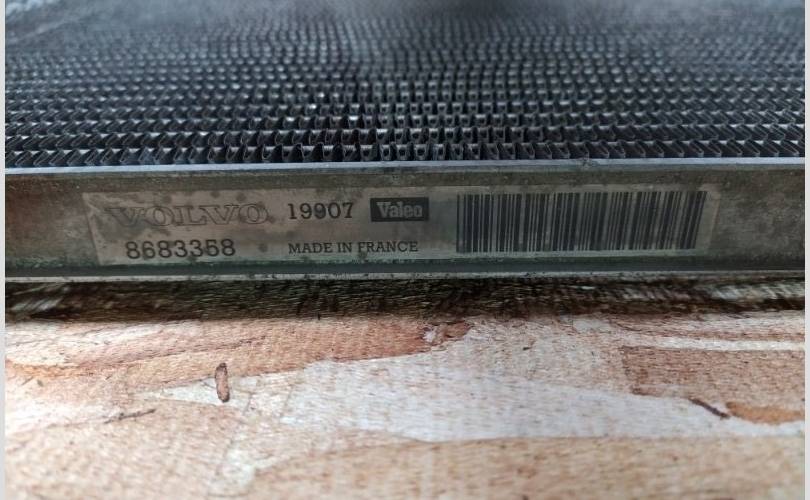 VOLVO 19907 Valeo
8683358 MADE IN FRANCE